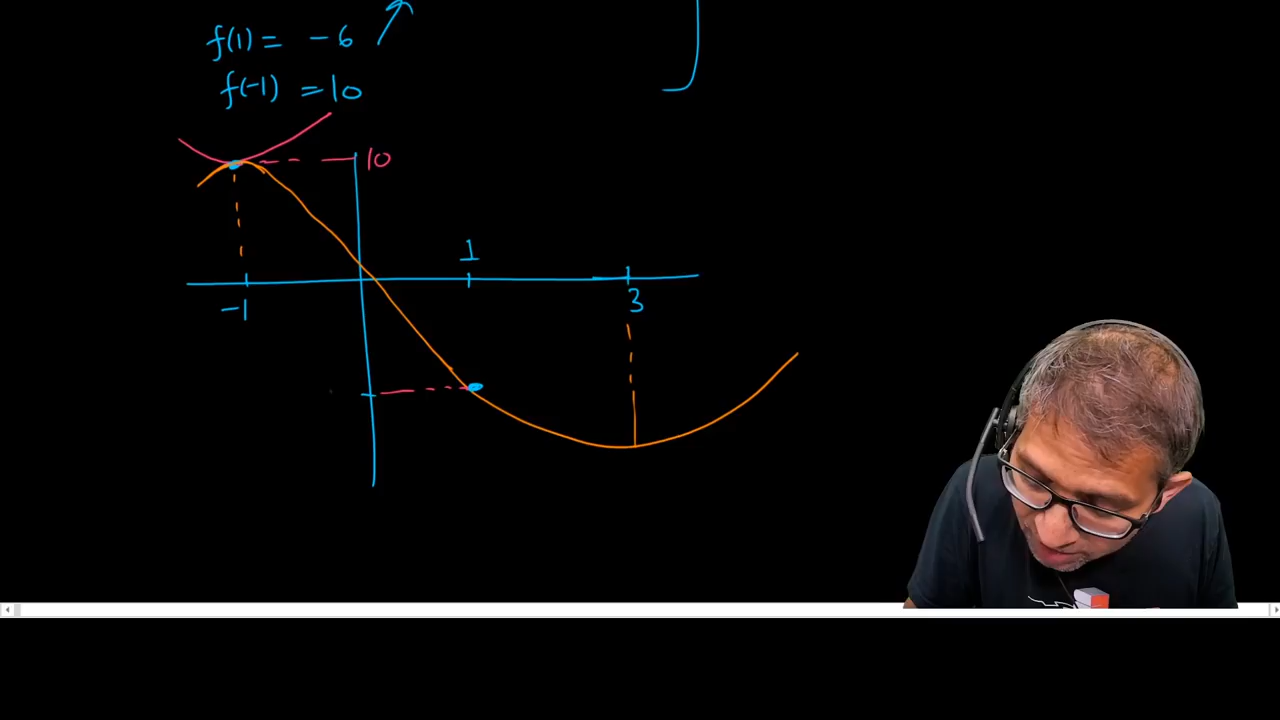 f(1) = -6
f(-1) = 10
10
1
-1
3